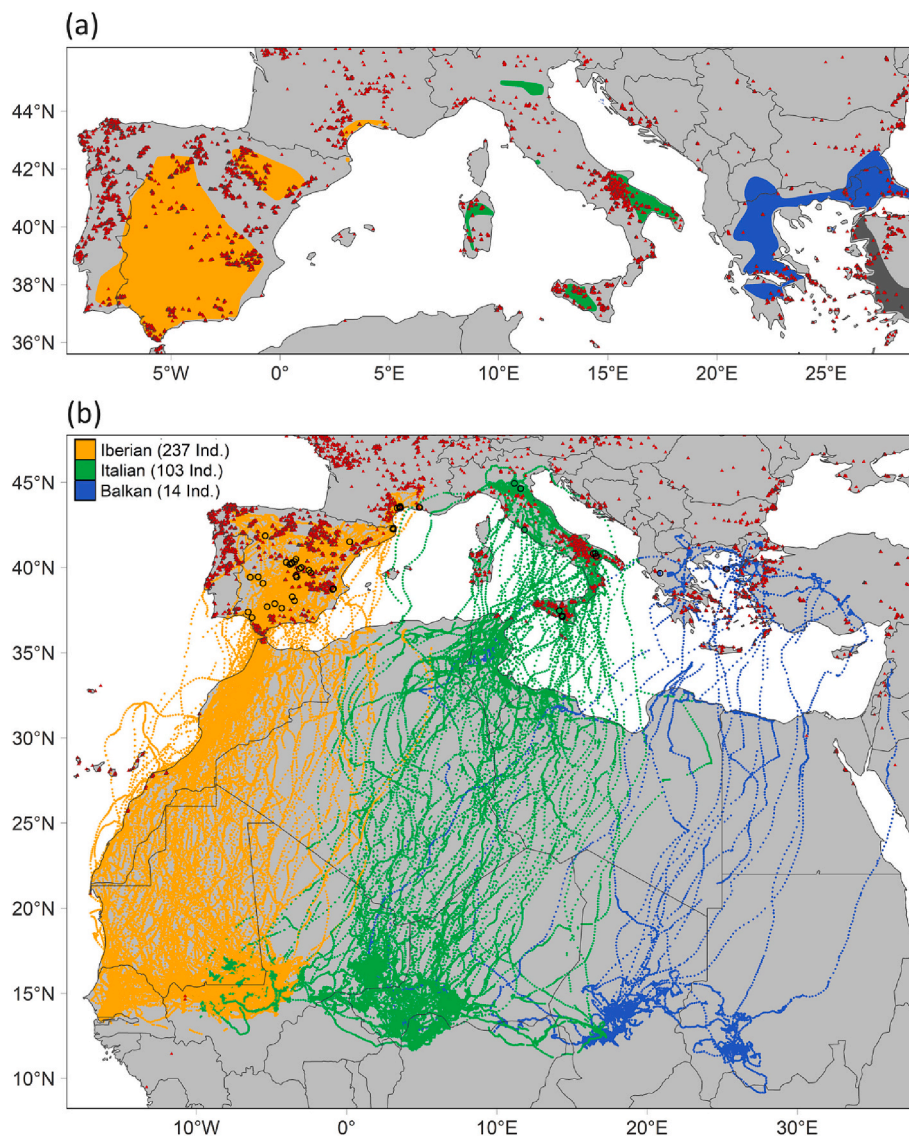 (a)
44°N
42°N
40°N
38°N
36°N
5°W
0°E
5°E
10°E
15°E
20°E
25°E
(b)
Iberian (237 Ind.)
Italian (103 Ind.)
Balkan (14 Ind.)
45°N
40°N
35°N
30°N
25°N
20°N
15°N
10°N
10°W
0°
10°E
20°E
30°E